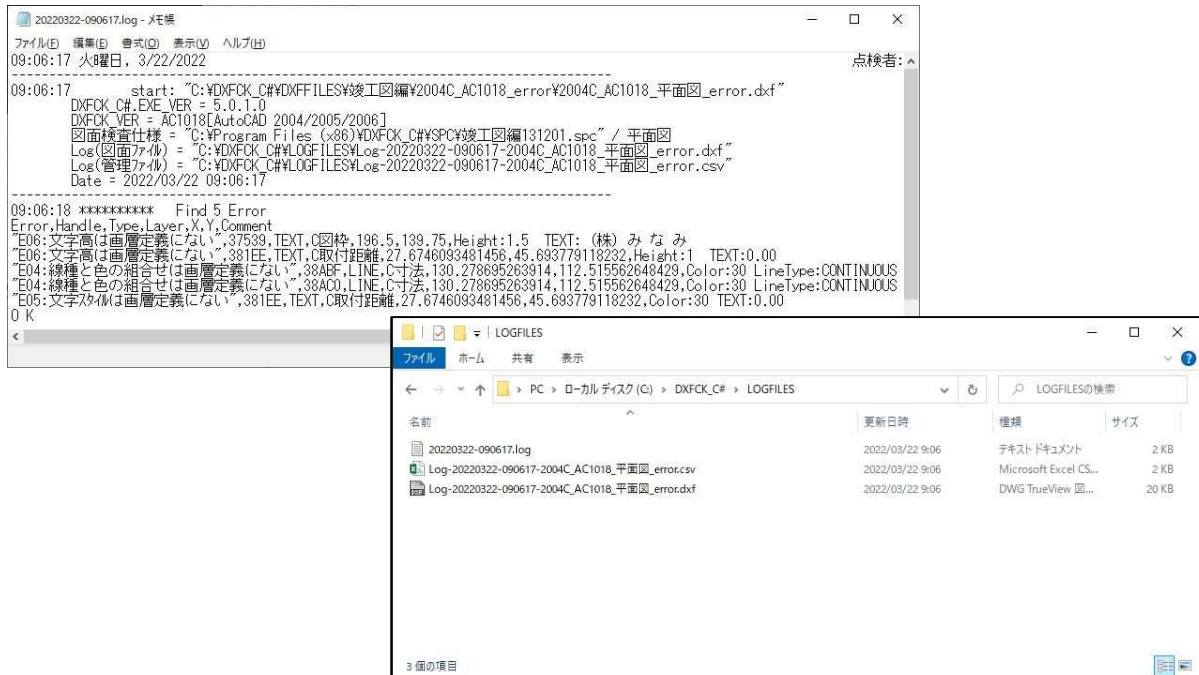 20220322-090617.log - メモ帳
ファイル(F) 編集(E) 書式(O) 表示(V) ヘルプ(H)
09:06:17 火曜日, 3/22/2022 点検者:
09:06:17 start: "C:¥DXFCK_C#¥DXFFILES¥竣工図編¥2004C_AC1018_error¥2004C_AC1018_平面図_error.dxf"
DXFCK_C#.EXE_VER = 5.0.1.0
DXFCK_VER = AC1018[AutoCAD 2004/2005/2006]
図面検査仕様 = "C:¥Program Files (x86)¥DXFCK_C#¥SPC¥竣工図編131201.spc" / 平面図
Log(図面ファイル) = "C:¥DXFCK_C#¥LOGFILES¥Log-20220322-090617-2004C_AC1018_平面図_error.dxf"
Log(管理ファイル) = "C:¥DXFCK_C#¥LOGFILES¥Log-20220322-090617-2004C_AC1018_平面図_error.csv"
Date = 2022/03/22 09:06:17
09:06:18 ********** Find 5 Error
Error,Handle,Type,Layer,X,Y,Comment
"E06:文字高は画層定義にない",37539,TEXT,C図枠,196.5,139.75,Height:1.5 TEXT: (株) み な み
"E06:文字高は画層定義にない",381EE,TEXT,C取付距離,27.6746093481456,45.693779118232,Height:1 TEXT:0.00
"E04:線種と色の組合せは画層定義にない",38ABF,LINE,C寸法,130.278695263914,112.515562648429,Color:30 LineType:CONTINUOUS
"E04:線種と色の組合せは画層定義にない",38AC0,LINE,C寸法,130.278695263914,112.515562648429,Color:30 LineType:CONTINUOUS
"E05:文字スタイルは画層定義にない",381EE,TEXT,C取付距離,27.6746093481456,45.693779118232,Color:30 TEXT:0.00
O K
LOGFILES
ファイル ホーム 共有 表示
PC > ローカル ディスク (C:) > DXFCK_C# > LOGFILES LOGFILESの検索
名前 更新日時 種類 サイズ
20220322-090617.log 2022/03/22 9:06 テキスト ドキュメント 2 KB
Log-20220322-090617-2004C_AC1018_平面図_error.csv 2022/03/22 9:06 Microsoft Excel CS... 2 KB
Log-20220322-090617-2004C_AC1018_平面図_error.dxf 2022/03/22 9:06 DWG TrueView 図... 20 KB
3 個の項目